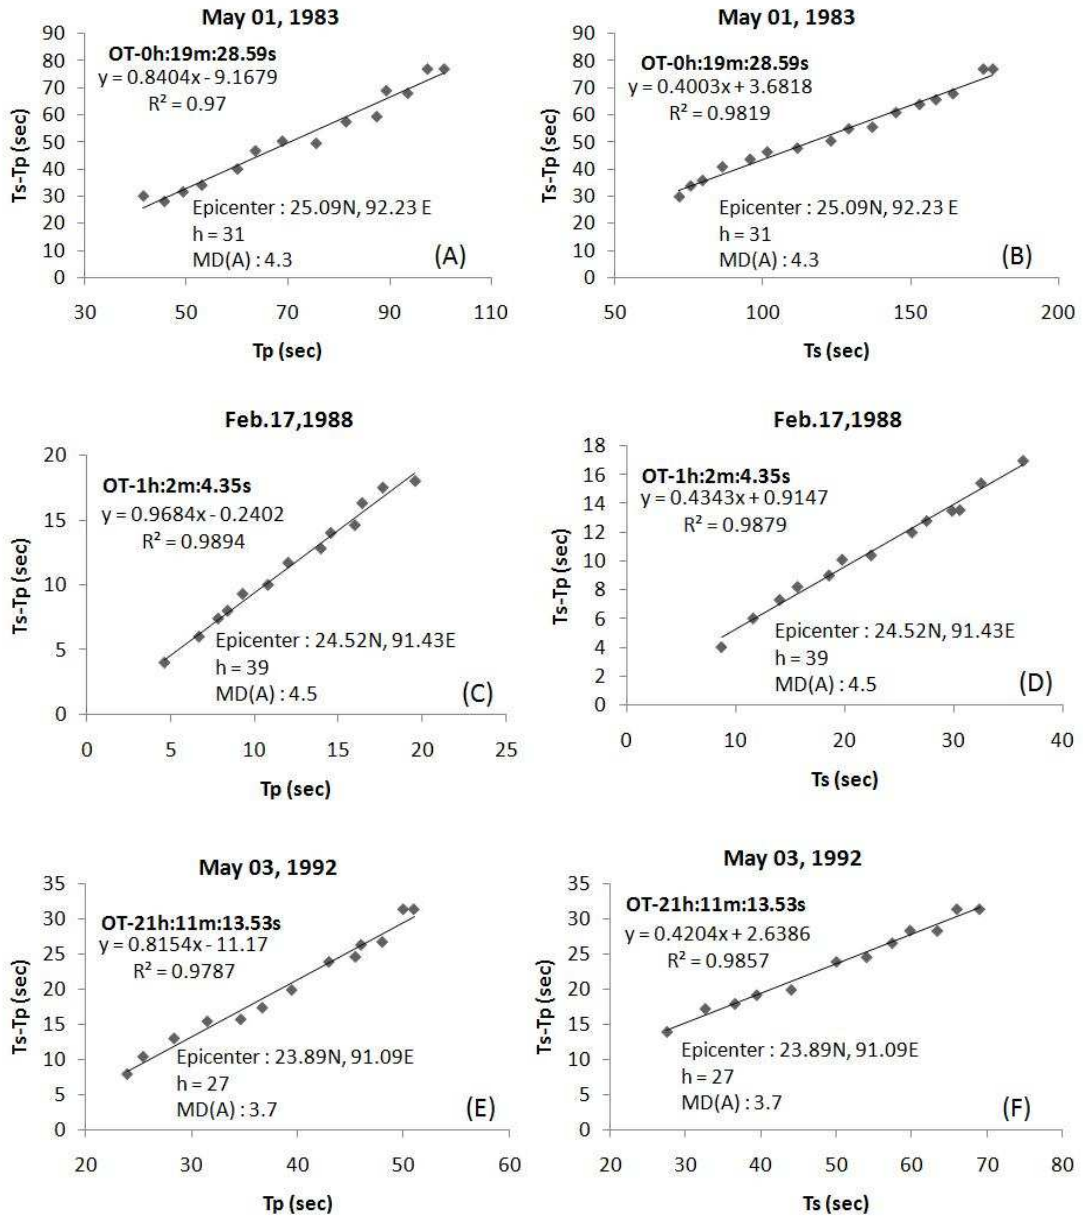 May 01, 1983
90
80
70
60
50
40
30
20
10
0
Ts-Tp (sec)
OT-0h:19m:28.59s
y = 0.8404x - 9.1679
R² = 0.97
Epicenter : 25.09N, 92.23 E
h = 31
MD(A) : 4.3
(A)
30 50 70 90 110
Tp (sec)
May 01, 1983
90
80
70
60
50
40
30
20
10
0
Ts-Tp (sec)
OT-0h:19m:28.59s
y = 0.4003x + 3.6818
R² = 0.9819
Epicenter : 25.09N, 92.23 E
h = 31
MD(A) : 4.3
(B)
50 100 150 200
Ts (sec)
Feb.17,1988
20
15
10
5
0
Ts-Tp (sec)
OT-1h:2m:4.35s
y = 0.9684x - 0.2402
R² = 0.9894
Epicenter : 24.52N, 91.43E
h = 39
MD(A) : 4.5
(C)
0 5 10 15 20 25
Tp (sec)
Feb.17,1988
18
16
14
12
10
8
6
4
2
0
Ts-Tp (sec)
OT-1h:2m:4.35s
y = 0.4343x + 0.9147
R² = 0.9879
Epicenter : 24.52N, 91.43E
h = 39
MD(A) : 4.5
(D)
0 10 20 30 40
Ts (sec)
May 03, 1992
35
30
25
20
15
10
5
0
Ts-Tp (sec)
OT-21h:11m:13.53s
y = 0.8154x - 11.17
R² = 0.9787
Epicenter : 23.89N, 91.09E
h = 27
MD(A) : 3.7
(E)
20 30 40 50 60
Tp (sec)
May 03, 1992
35
30
25
20
15
10
5
0
Ts-Tp (sec)
OT-21h:11m:13.53s
y = 0.4204x + 2.6386
R² = 0.9857
Epicenter : 23.89N, 91.09E
h = 27
MD(A) : 3.7
(F)
20 30 40 50 60 70 80
Ts (sec)